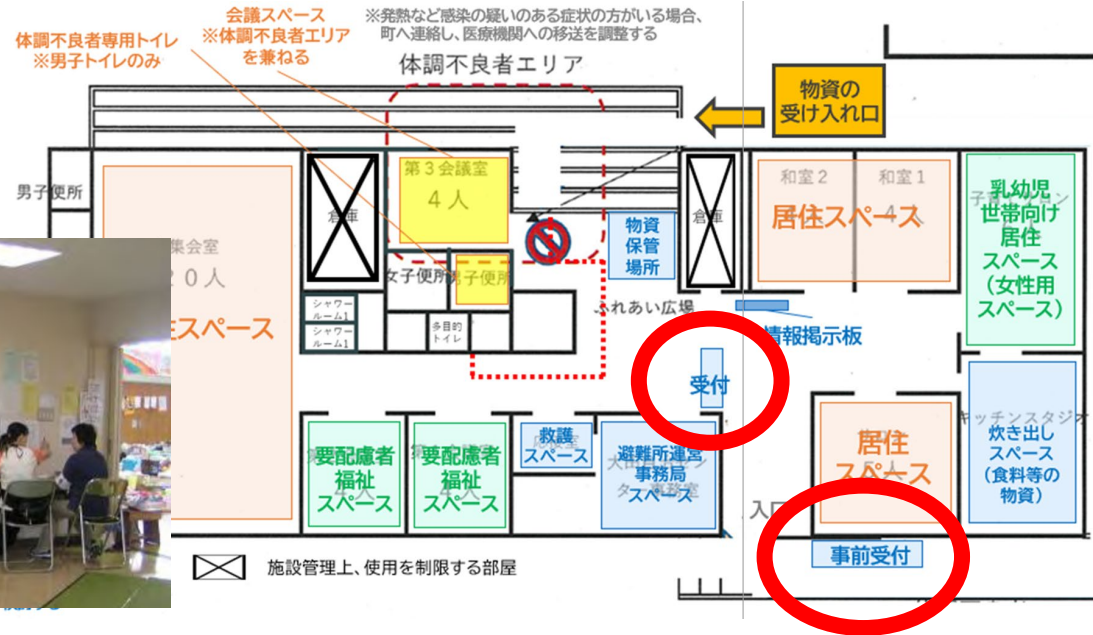 会議スペース
※体調不良者エリア
を兼ねる
※発熱など感染の疑いのある症状の方がいる場合、
町へ連絡し、医療機関への移送を調整する
体調不良者専用トイレ
※男子トイレのみ
体調不良者エリア
物資の
受け入れ口
男子便所
倉庫
第3会議室
4人
物資
保管
場所
倉庫
和室2
和室1
居住スペース
4人
乳幼児
世帯向け
居住
スペース
(女性用
スペース)
集会室
20人
スペース
女子便所
男子便所
シャワー
ルーム1
シャワー
ルーム1
多目的
トイレ
ふれあい広場
情報掲示板
受付
要配慮者
福祉
スペース
要配慮者
福祉
スペース
救護
スペース
避難所運営
事務局
スペース
居住
スペース
キッチンスタジオ
炊き出し
スペース
(食料等の
物資)
入口
事前受付
施設管理上、使用を制限する部屋